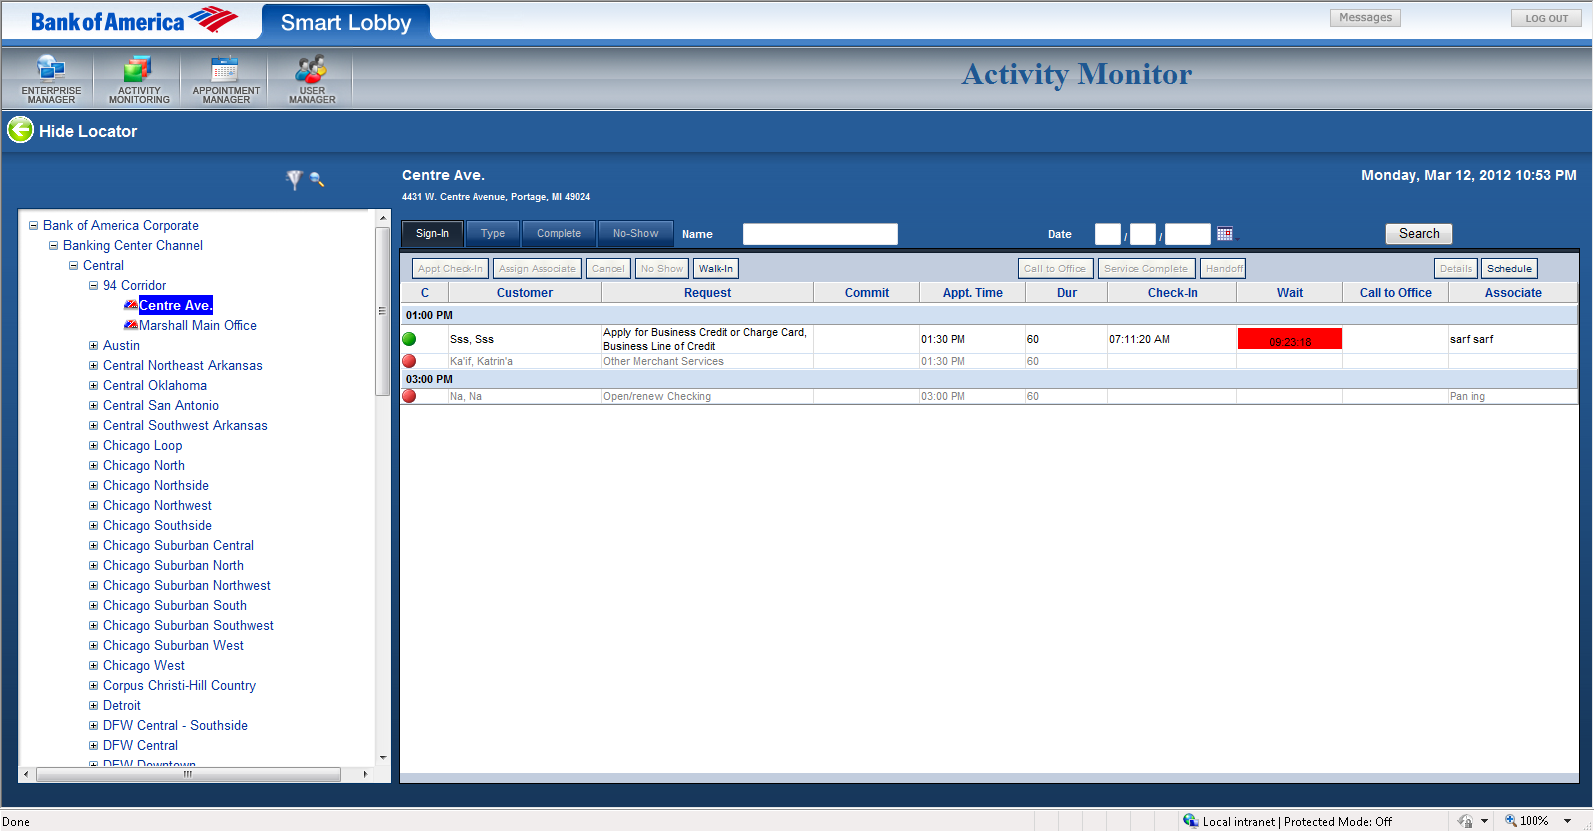 Bank of America
Smart Lobby
Messages
LOG OUT
ENTERPRISE MANAGER
ACTIVITY MONITORING
APPOINTMENT MANAGER
USER MANAGER
Activity Monitor
Hide Locator
Centre Ave.
Monday, Mar 12, 2012 10:53 PM
4431 W. Centre Avenue, Portage, MI 49024
Bank of America Corporate
Banking Center Channel
Central
94 Corridor
Centre Ave.
Marshall Main Office
Austin
Central Northeast Arkansas
Central Oklahoma
Central San Antonio
Central Southwest Arkansas
Chicago Loop
Chicago North
Chicago Northside
Chicago Northwest
Chicago Southside
Chicago Suburban Central
Chicago Suburban North
Chicago Suburban Northwest
Chicago Suburban South
Chicago Suburban Southwest
Chicago Suburban West
Chicago West
Corpus Christi-Hill Country
Detroit
DFW Central - Southside
DFW Central
DFW Downtown
Sign-In Type Complete No-Show Name Date / / Search
Appt Check-In Assign Associate Cancel No Show Walk-In Call to Office Service Complete Handoff Details Schedule
C Customer Request Commit Appt. Time Dur Check-In Wait Call to Office Associate
01:00 PM
Sss, Sss Apply for Business Credit or Charge Card, 01:30 PM 60 07:11:20 AM 09:23:18 sarf sarf
Business Line of Credit
Ka'if, Katrin'a Other Merchant Services 01:30 PM 60
03:00 PM
Na, Na Open/renew Checking 03:00 PM 60 Pan ing
Done
Local intranet | Protected Mode: Off
100%